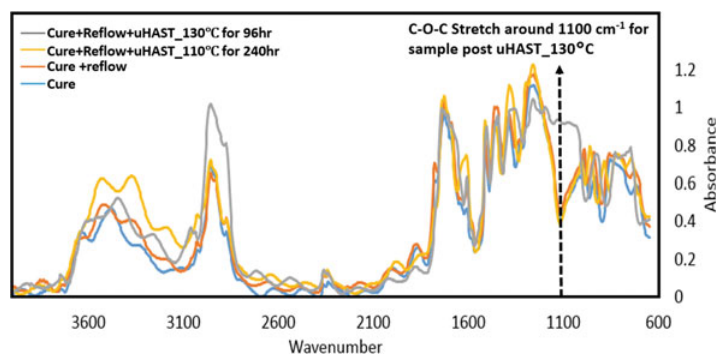 Cure+Reflow+uHAST_130℃ for 96hr
Cure+Reflow+uHAST_110℃ for 240hr
Cure +reflow
Cure
C-O-C Stretch around 1100 cm⁻¹ for
sample post uHAST_130°C
1.2
1
0.8
0.6
0.4
0.2
0
Absorbance
3600 3100 2600 2100 1600 1100 600
Wavenumber